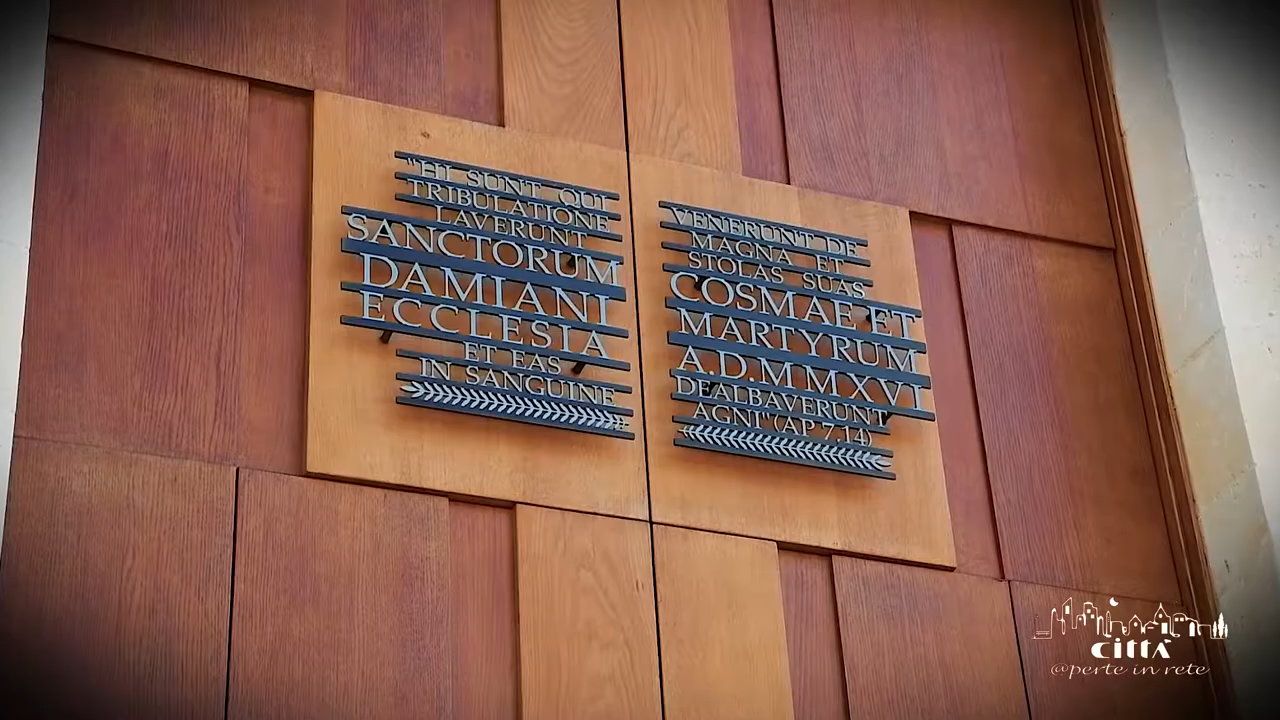 "HI SUNT QUI VENERUNT DE
TRIBULATIONE MAGNA ET
LAVERUNT STOLAS SUAS
SANCTORUM COSMAE ET
DAMIANI MARTYRUM
ECCLESIA A.D.MMXVI
ET EAS DEALBAVERUNT
IN SANGUINE AGNI" (AP 7,14)
CITTÀ
@perte in rete